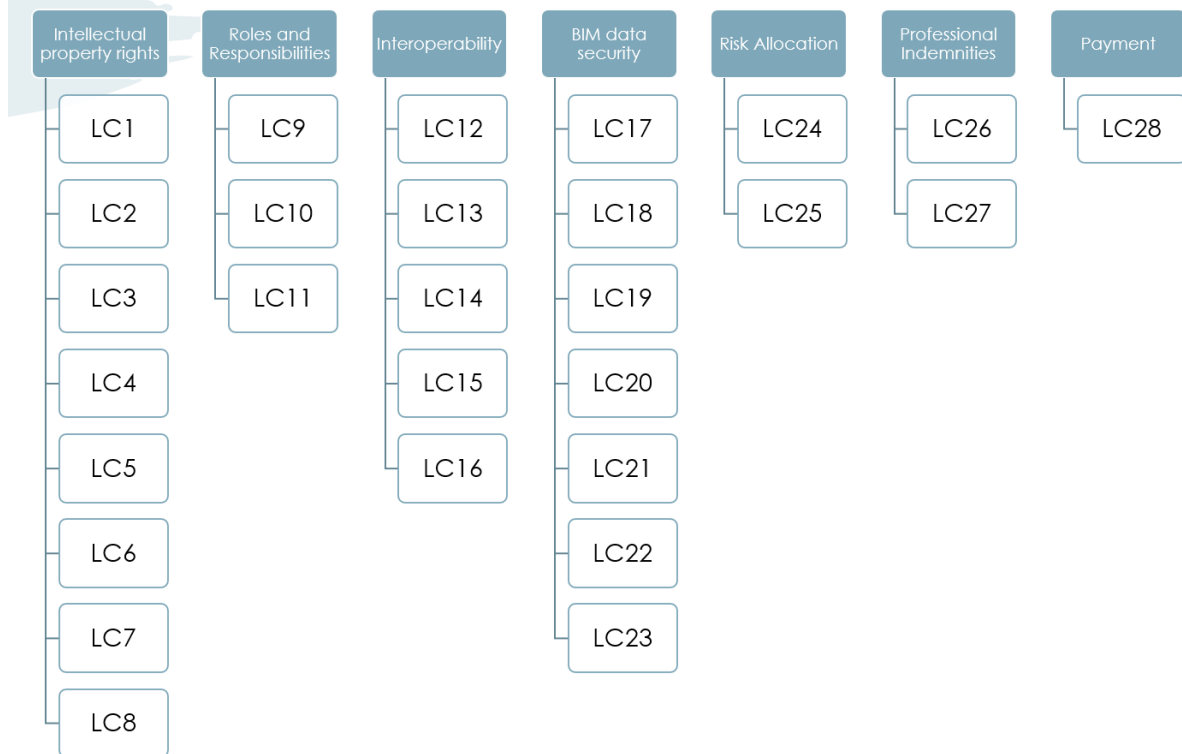 Intellectual
property rights
LC1
LC2
LC3
LC4
LC5
LC6
LC7
LC8
Roles and
Responsibilities
LC9
LC10
LC11
Interoperability
LC12
LC13
LC14
LC15
LC16
BIM data
security
LC17
LC18
LC19
LC20
LC21
LC22
LC23
Risk Allocation
LC24
LC25
Professional
Indemnities
LC26
LC27
Payment
LC28